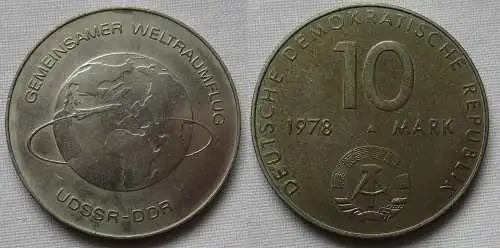 GEMEINSAMER WELTRAUMFLUG
UDSSR-DDR
DEUTSCHE DEMOKRATISCHE REPUBLIK
10
1978 A MARK